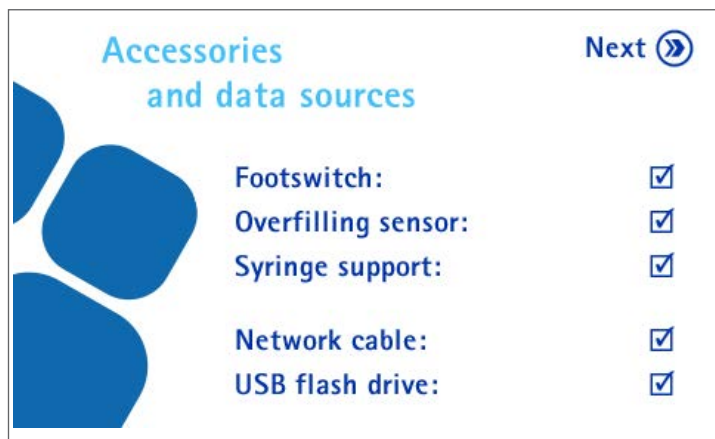 Accessories
and data sources
Next
Footswitch:
Overfilling sensor:
Syringe support:
Network cable:
USB flash drive: